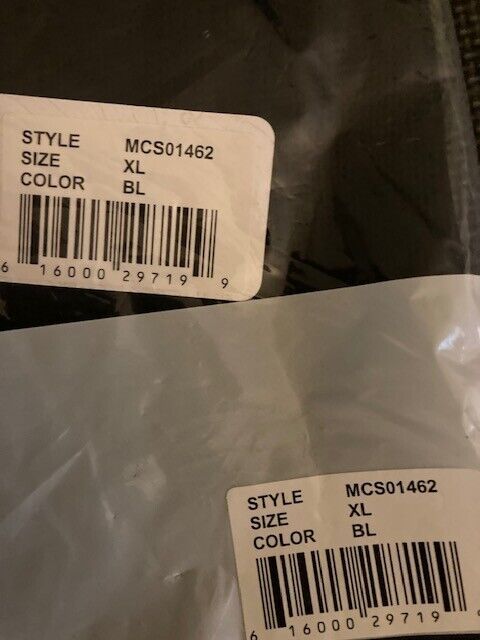 STYLE MCS01462
SIZE XL
COLOR BL
6 16000 29719 9
STYLE MCS01462
SIZE XL
COLOR BL
6 16000 29719